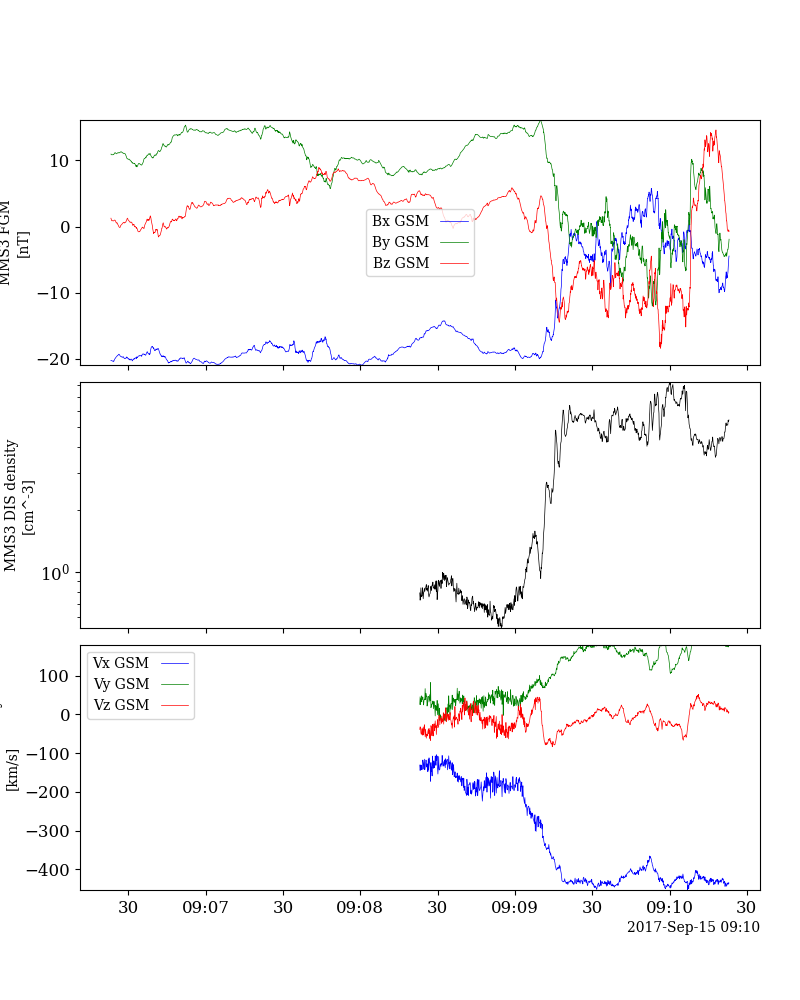 MMS3 FGM
[nT]
10
0
−10
−20
Bx GSM
By GSM
Bz GSM
MMS3 DIS density
[cm^-3]
10^0
[km/s]
100
0
−100
−200
−300
−400
Vx GSM
Vy GSM
Vz GSM
30
09:07
30
09:08
30
09:09
30
09:10
30
2017-Sep-15 09:10